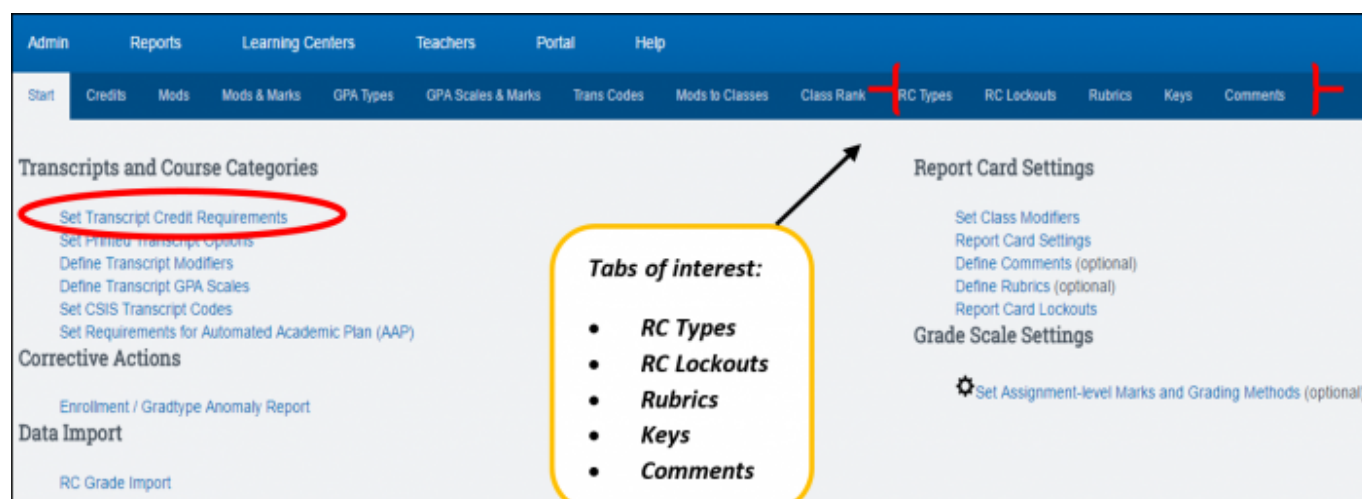 Admin Reports Learning Centers Teachers Portal Help
Start Credits Mods Mods & Marks GPA Types GPA Scales & Marks Trans Codes Mods to Classes Class Rank RC Types RC Lockouts Rubrics Keys Comments
Transcripts and Course Categories
Set Transcript Credit Requirements
Set Printed Transcript Options
Define Transcript Modifiers
Define Transcript GPA Scales
Set CSIS Transcript Codes
Set Requirements for Automated Academic Plan (AAP)
Corrective Actions
Enrollment / Gradtype Anomaly Report
Data Import
RC Grade Import
Tabs of interest:
• RC Types
• RC Lockouts
• Rubrics
• Keys
• Comments
Report Card Settings
Set Class Modifiers
Report Card Settings
Define Comments (optional)
Define Rubrics (optional)
Report Card Lockouts
Grade Scale Settings
Set Assignment-level Marks and Grading Methods (optional)